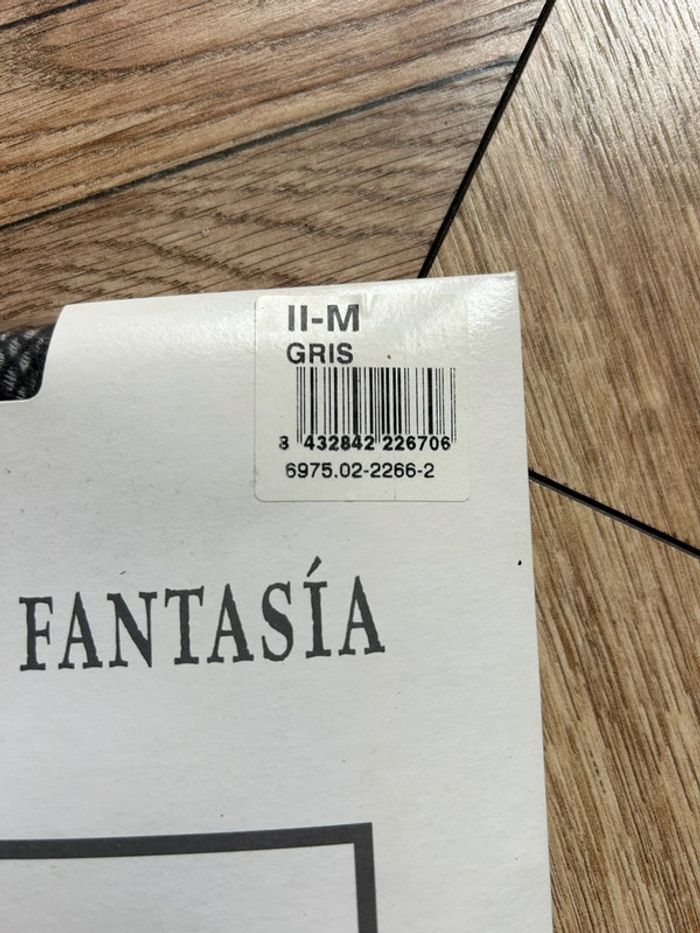 II-M
GRIS
8 432842 226706
6975.02-2266-2
FANTASÍA